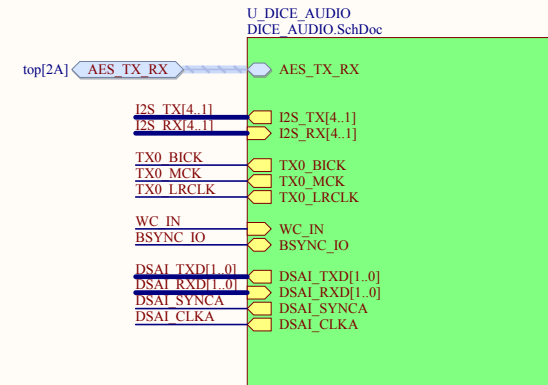 U_DICE_AUDIO
DICE_AUDIO.SchDoc
top[2A] AES_TX_RX AES_TX_RX
I2S_TX[4..1] I2S_TX[4..1]
I2S_RX[4..1] I2S_RX[4..1]
TX0_BICK TX0_BICK
TX0_MCK TX0_MCK
TX0_LRCLK TX0_LRCLK
WC_IN WC_IN
BSYNC_IO BSYNC_IO
DSAI_TXD[1..0] DSAI_TXD[1..0]
DSAI_RXD[1..0] DSAI_RXD[1..0]
DSAI_SYNCA DSAI_SYNCA
DSAI_CLKA DSAI_CLKA